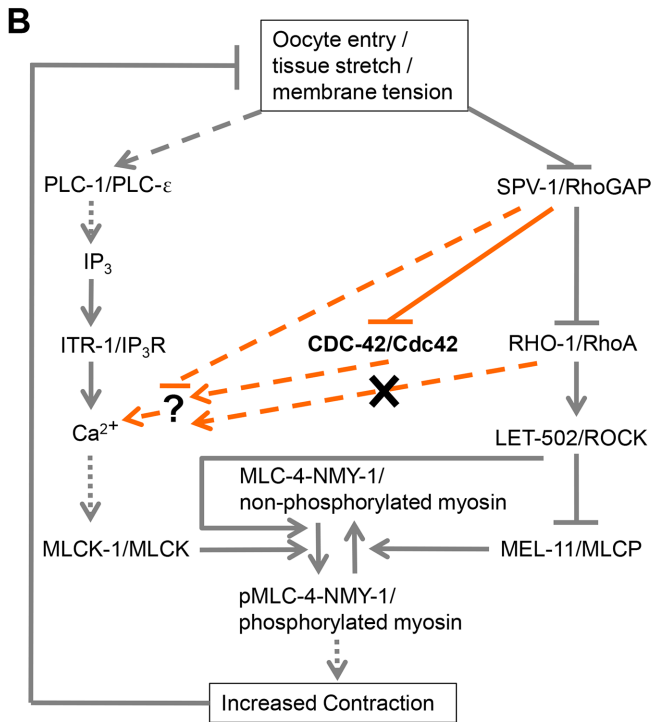 B
Oocyte entry /
tissue stretch /
membrane tension
PLC-1/PLC-ε
SPV-1/RhoGAP
IP₃
ITR-1/IP₃R
CDC-42/Cdc42
RHO-1/RhoA
?
Ca²⁺
LET-502/ROCK
MLC-4-NMY-1/
non-phosphorylated myosin
MLCK-1/MLCK
MEL-11/MLCP
pMLC-4-NMY-1/
phosphorylated myosin
Increased Contraction